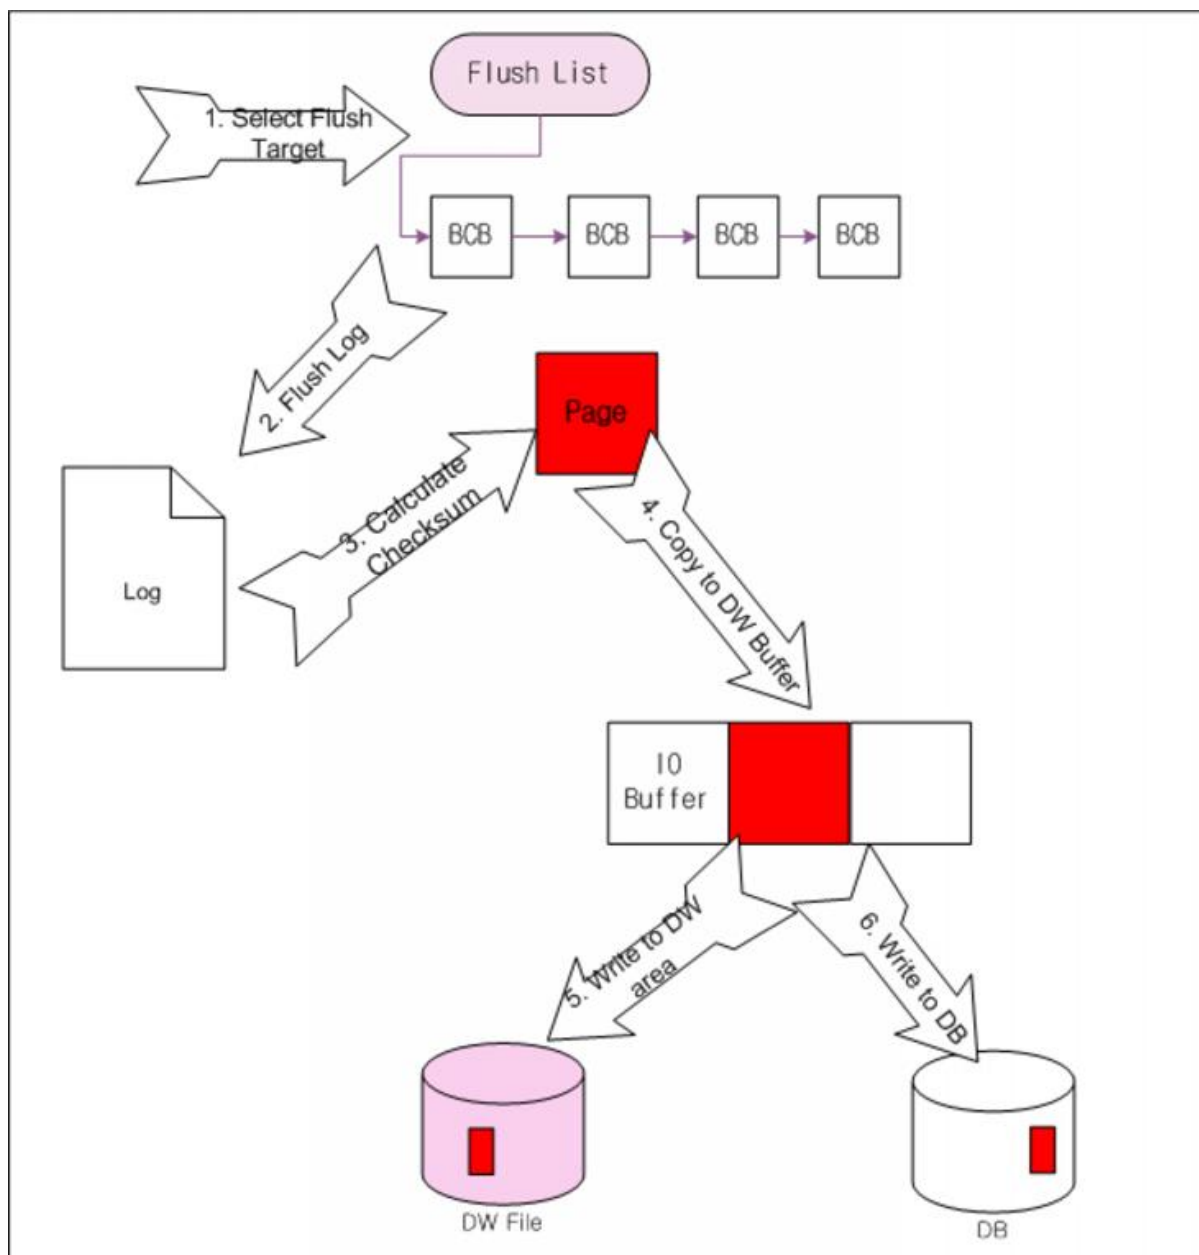 Flush List
1. Select Flush
Target
BCB
BCB
BCB
BCB
2. Flush Log
Page
3. Calculate
Checksum
4. Copy to DW Buffer
Log
IO
Buffer
5. Write to DW
area
6. Write to DB
DW File
DB